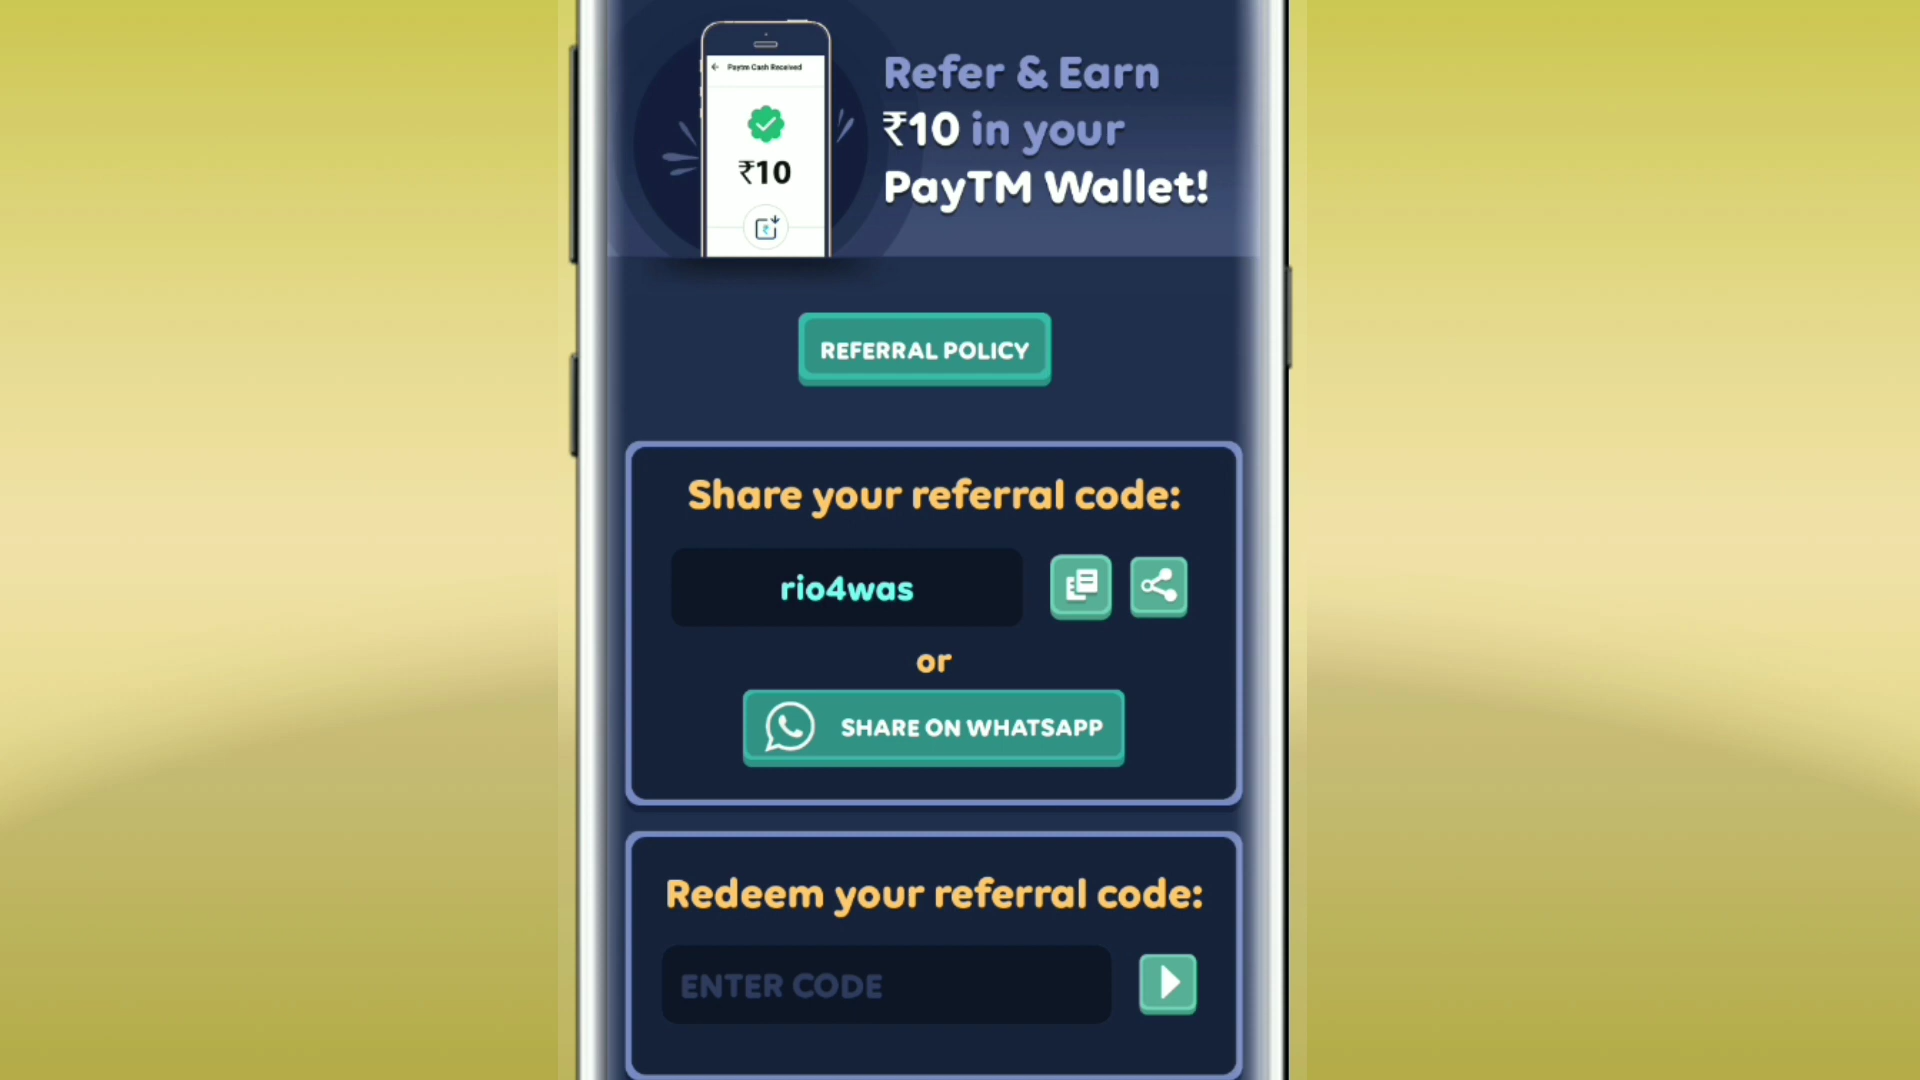 Paytm Cash Received
₹10
Refer & Earn
₹10 in your
PayTM Wallet!
REFERRAL POLICY
Share your referral code:
rio4was
or
SHARE ON WHATSAPP
Redeem your referral code:
ENTER CODE